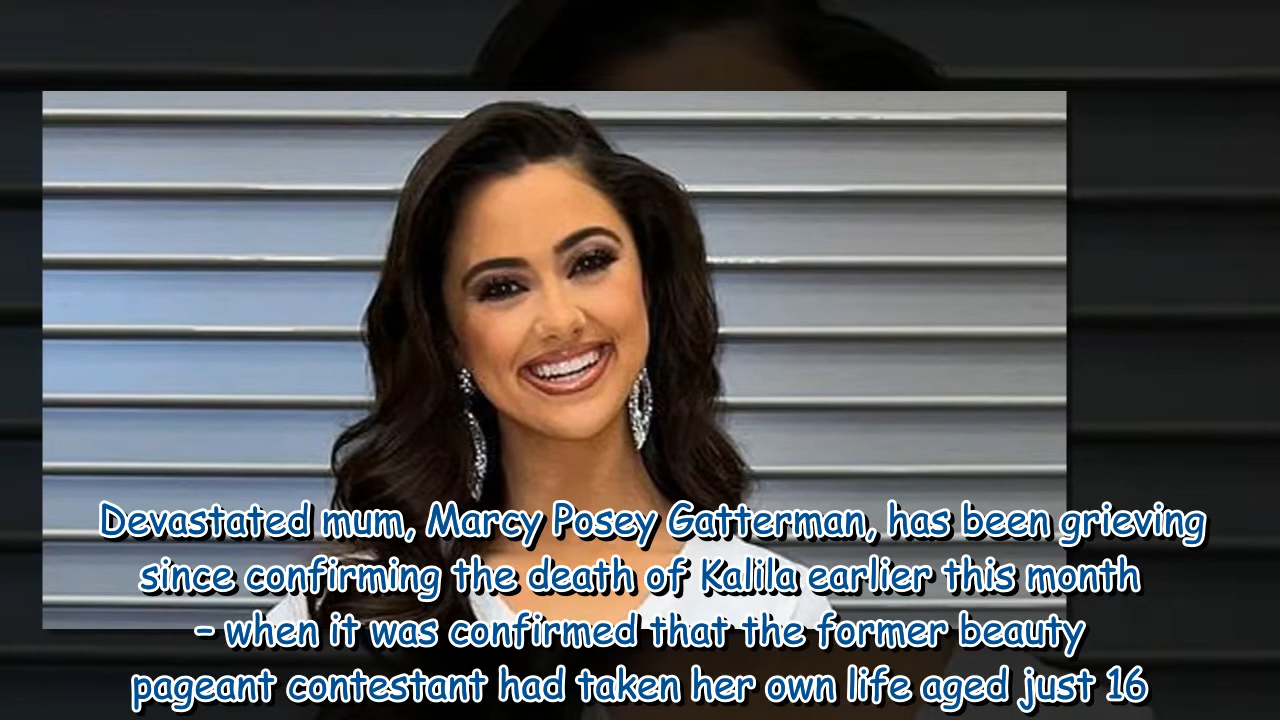 Devastated mum, Marcy Posey Gatterman, has been grieving
since confirming the death of Kalila earlier this month
– when it was confirmed that the former beauty
pageant contestant had taken her own life aged just 16